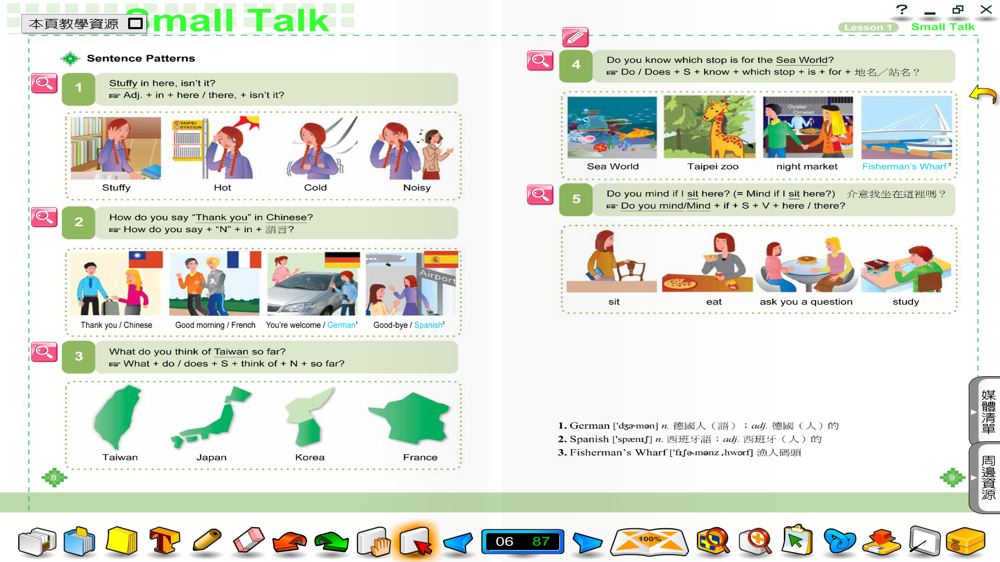 本頁教學資源
Small Talk
Lesson 1 Small Talk
Sentence Patterns
1
Stuffy in here, isn't it?
☞ Adj. + in + here / there, + isn't it?
TAIPEI
STATION
Stuffy Hot Cold Noisy
2
How do you say “Thank you” in Chinese?
☞ How do you say + “N” + in + 語言?
Airport
Thank you / Chinese Good morning / French You're welcome / German¹ Good-bye / Spanish²
3
What do you think of Taiwan so far?
☞ What + do / does + S + think of + N + so far?
Taiwan Japan Korea France
8
4
Do you know which stop is for the Sea World?
☞ Do / Does + S + know + which stop + is + for + 地名／站名？
Oyster
Omelet
Sea World Taipei zoo night market Fisherman's Wharf³
5
Do you mind if I sit here? (= Mind if I sit here?) 介意我坐在這裡嗎？
☞ Do you mind/Mind + if + S + V + here / there?
sit eat ask you a question study
1. German [ˈdʒɝmən] n. 德國人（語）；adj. 德國（人）的
2. Spanish [ˈspænɪʃ] n. 西班牙語；adj. 西班牙（人）的
3. Fisherman's Wharf [ˈfɪʃɚmənz ˌhwɔrf] 漁人碼頭
9
媒體清單
周邊資源
06 87
100%